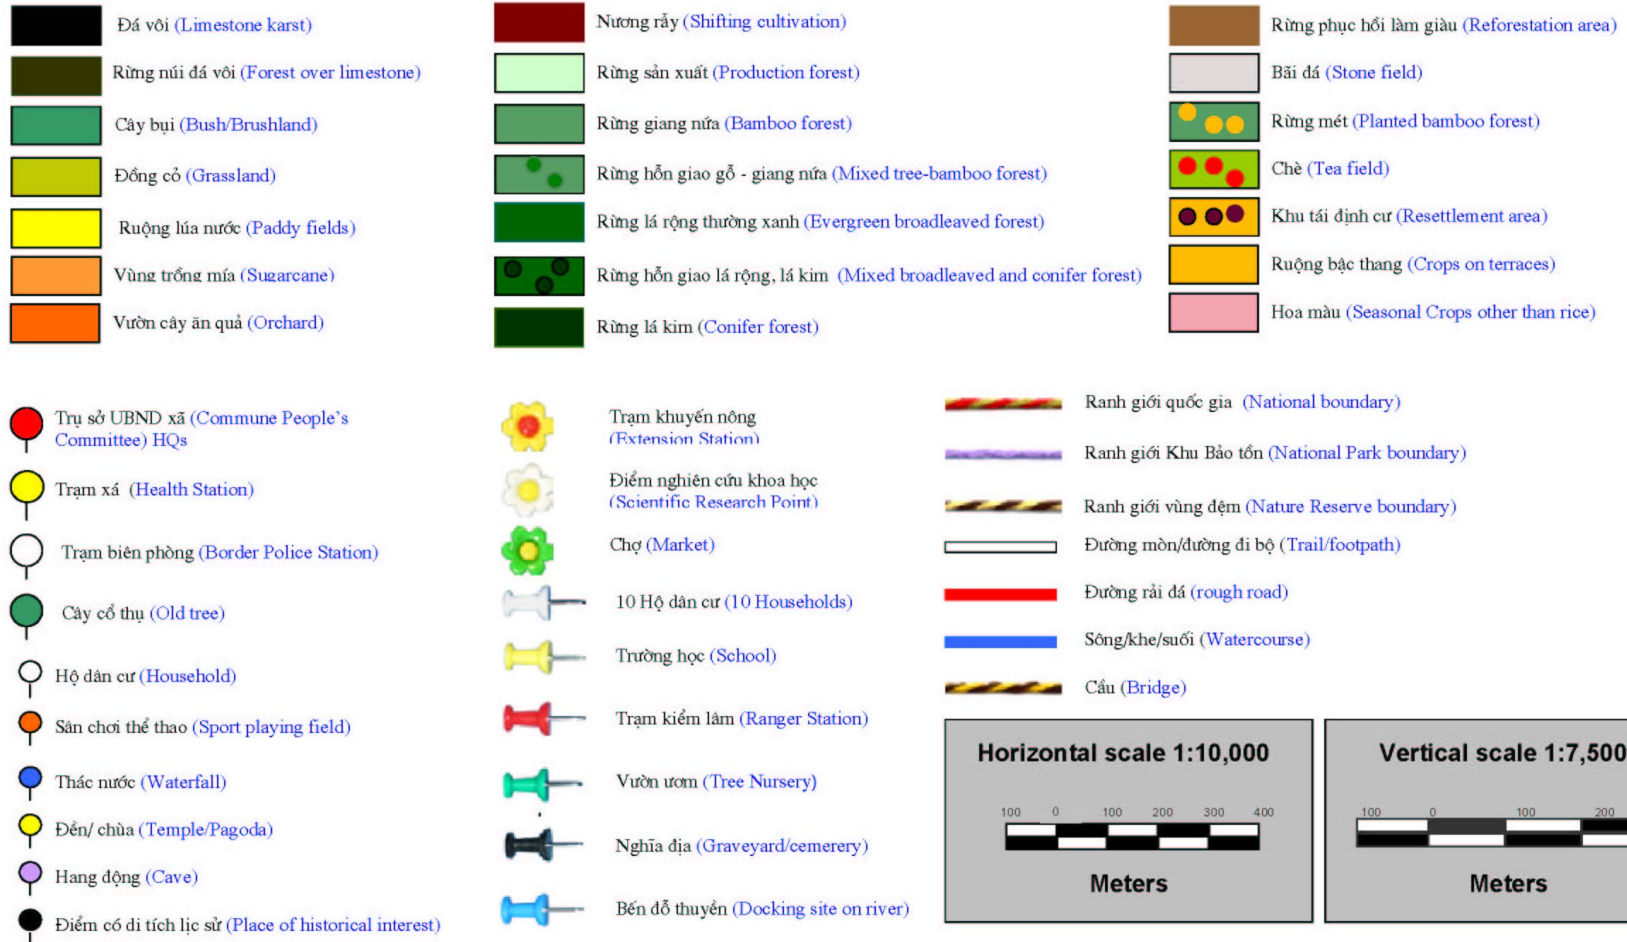 Đá vôi (Limestone karst)
Rừng núi đá vôi (Forest over limestone)
Cây bụi (Bush/Brushland)
Đồng cỏ (Grassland)
Ruộng lúa nước (Paddy fields)
Vùng trồng mía (Sugarcane)
Vườn cây ăn quả (Orchard)
Nương rẫy (Shifting cultivation)
Rừng sản xuất (Production forest)
Rừng giang nứa (Bamboo forest)
Rừng hỗn giao gỗ - giang nứa (Mixed tree-bamboo forest)
Rừng lá rộng thường xanh (Evergreen broadleaved forest)
Rừng hỗn giao lá rộng, lá kim (Mixed broadleaved and conifer forest)
Rừng lá kim (Conifer forest)
Rừng phục hồi làm giàu (Reforestation area)
Bãi đá (Stone field)
Rừng mét (Planted bamboo forest)
Chè (Tea field)
Khu tái định cư (Resettlement area)
Ruộng bậc thang (Crops on terraces)
Hoa màu (Seasonal Crops other than rice)
Trụ sở UBND xã (Commune People's
Committee) HQs
Trạm xá (Health Station)
Trạm biên phòng (Border Police Station)
Cây cổ thụ (Old tree)
Hộ dân cư (Household)
Sân chơi thể thao (Sport playing field)
Thác nước (Waterfall)
Đền/ chùa (Temple/Pagoda)
Hang động (Cave)
Điểm có di tích lịc sử (Place of historical interest)
Trạm khuyến nông
(Extension Station)
Điểm nghiên cứu khoa học
(Scientific Research Point)
Chợ (Market)
10 Hộ dân cư (10 Households)
Trường học (School)
Trạm kiểm lâm (Ranger Station)
Vườn ươm (Tree Nursery)
Nghĩa địa (Graveyard/cemerery)
Bến đỗ thuyền (Docking site on river)
Ranh giới quốc gia (National boundary)
Ranh giới Khu Bảo tồn (National Park boundary)
Ranh giới vùng đệm (Nature Reserve boundary)
Đường mòn/đường đi bộ (Trail/footpath)
Đường rải đá (rough road)
Sông/khe/suối (Watercourse)
Cầu (Bridge)
Horizontal scale 1:10,000
100 0 100 200 300 400
Meters
Vertical scale 1:7,500
100 0 100 200
Meters